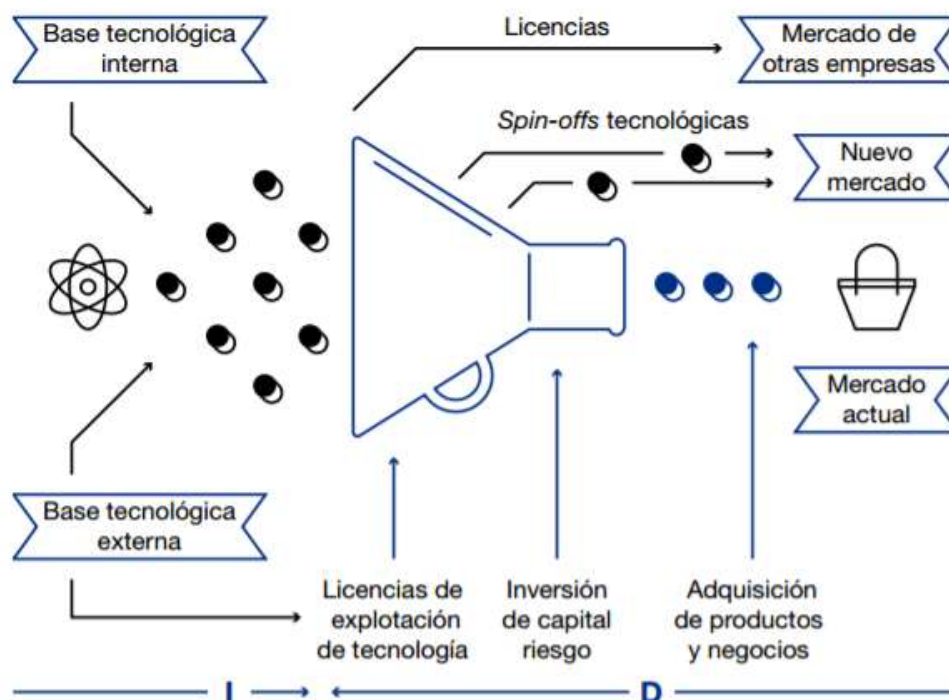 Base tecnológica
interna
Licencias
Mercado de
otras empresas
Spin-offs tecnológicas
Nuevo
mercado
Mercado
actual
Base tecnológica
externa
Licencias de
explotación
de tecnología
Inversión
de capital
riesgo
Adquisición
de productos
y negocios
I
D